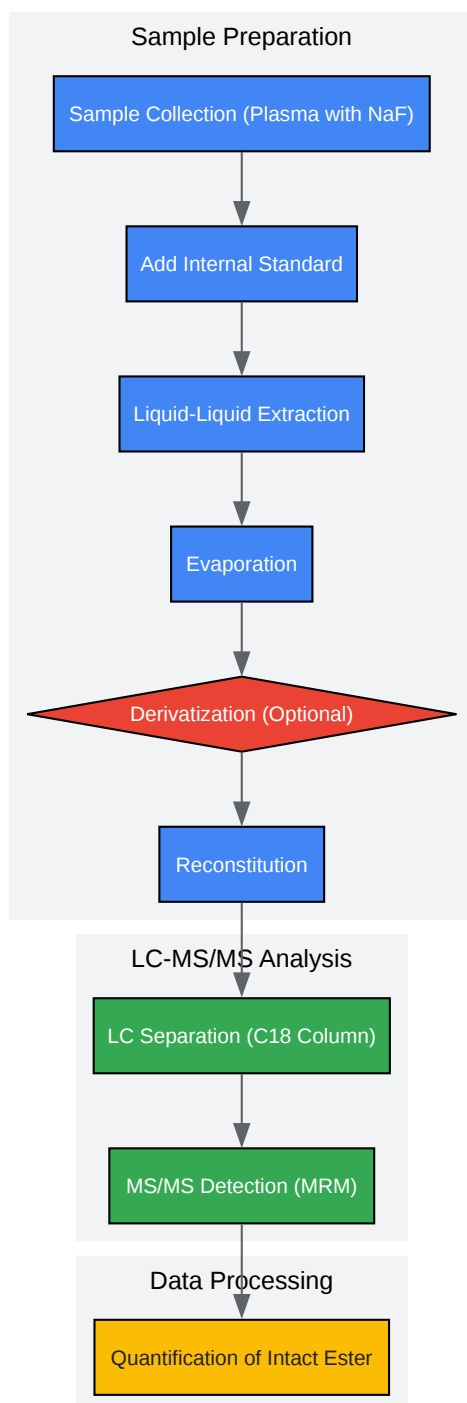 Sample Preparation
Sample Collection (Plasma with NaF)
Add Internal Standard
Liquid-Liquid Extraction
Evaporation
Derivatization (Optional)
Reconstitution
LC-MS/MS Analysis
LC Separation (C18 Column)
MS/MS Detection (MRM)
Data Processing
Quantification of Intact Ester